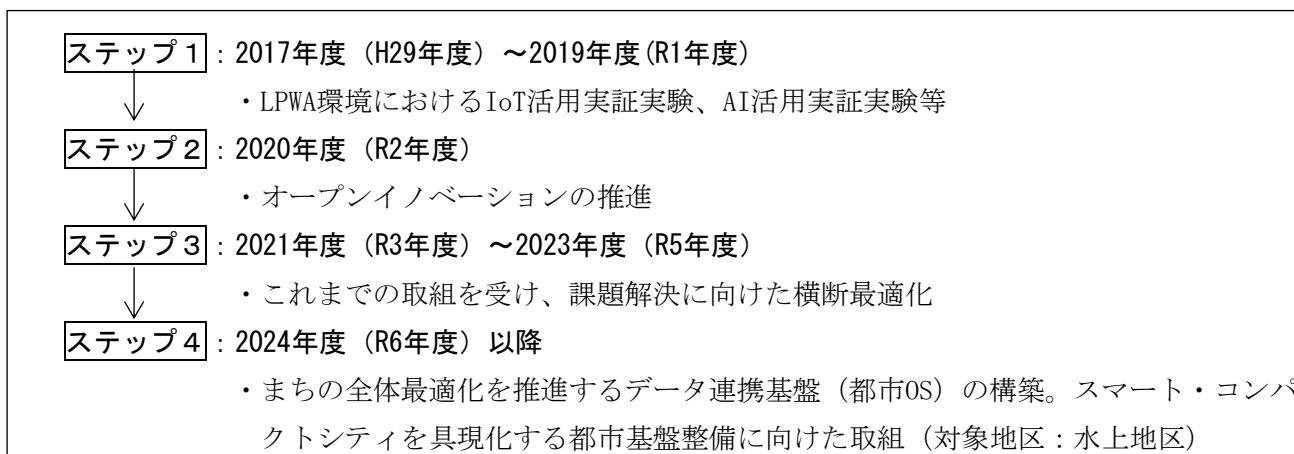 ステップ1：2017年度（H29年度）～2019年度(R1年度）
・LPWA環境におけるIoT活用実証実験、AI活用実証実験等
ステップ2：2020年度（R2年度）
・オープンイノベーションの推進
ステップ3：2021年度（R3年度）～2023年度（R5年度）
・これまでの取組を受け、課題解決に向けた横断最適化
ステップ4：2024年度（R6年度）以降
・まちの全体最適化を推進するデータ連携基盤（都市OS）の構築。スマート・コンパ
クトシティを具現化する都市基盤整備に向けた取組（対象地区：水上地区）